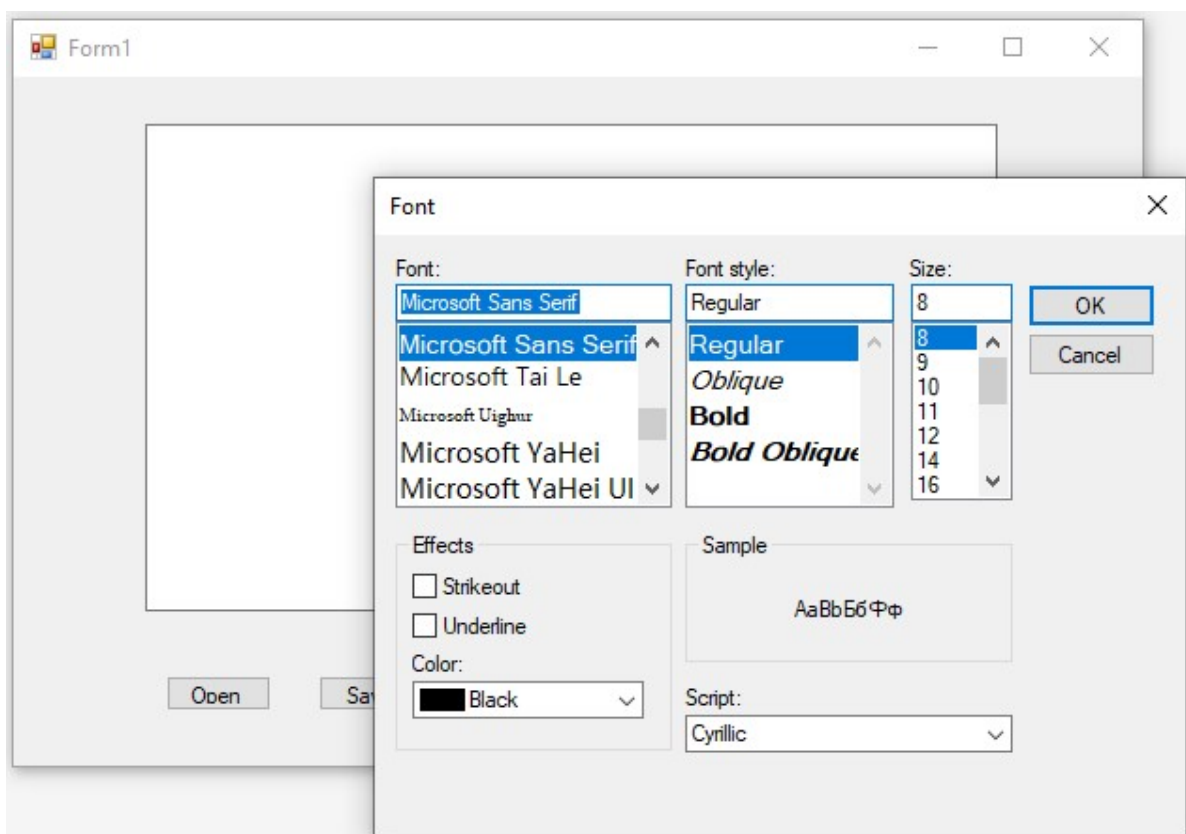 Form1
Font
Font: Font style: Size:
Microsoft Sans Serif Regular 8 OK
Microsoft Sans Serif Regular 8
Microsoft Tai Le Oblique 9
Microsoft Uighur Bold 10
Microsoft YaHei Bold Oblique 11
Microsoft YaHei UI 12
14
16
Cancel
Effects
Strikeout
Underline
Color:
Black
Sample
AaBbБбФф
Script:
Cyrillic
Open